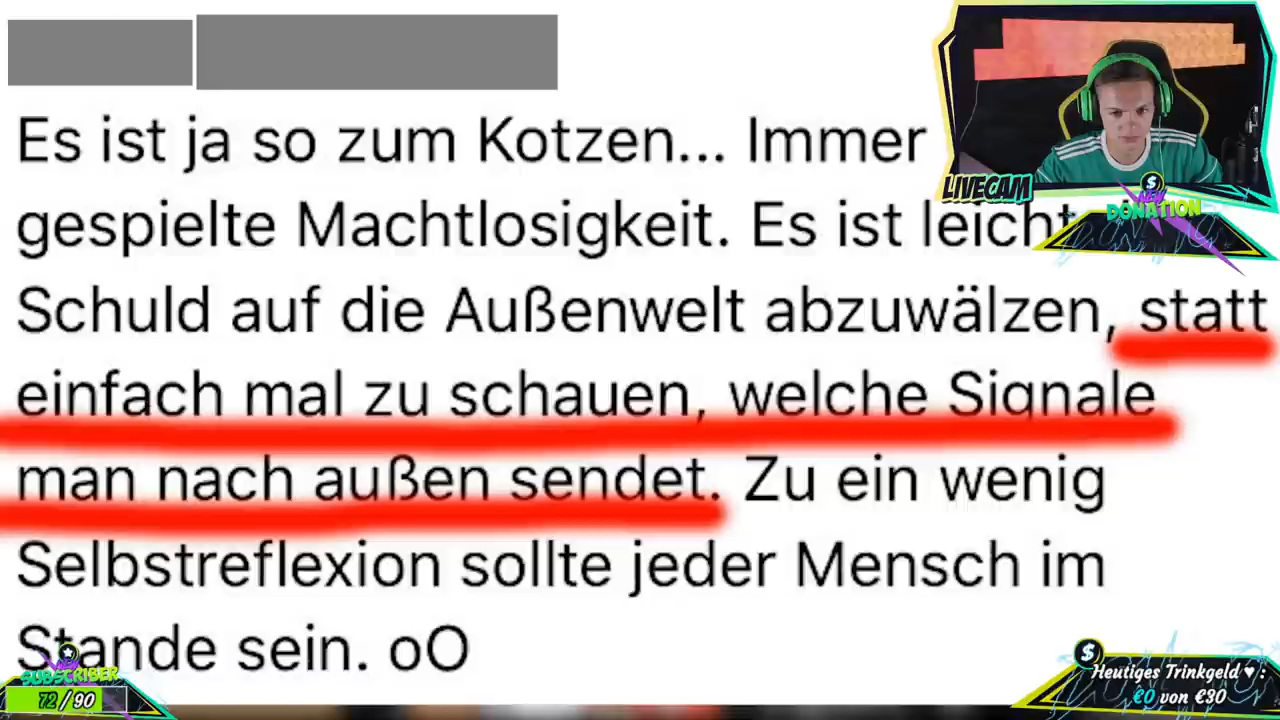 Es ist ja so zum Kotzen... Immer
gespielte Machtlosigkeit. Es ist leicht
Schuld auf die Außenwelt abzuwälzen, statt
einfach mal zu schauen, welche Signale
man nach außen sendet. Zu ein wenig
Selbstreflexion sollte jeder Mensch im
Stande sein. oO
LIVECAM
$
NEW
DONATION
NEW
SUBSCRIBER
72/90
$
Heutiges Trinkgeld ♥ :
€0 von €30